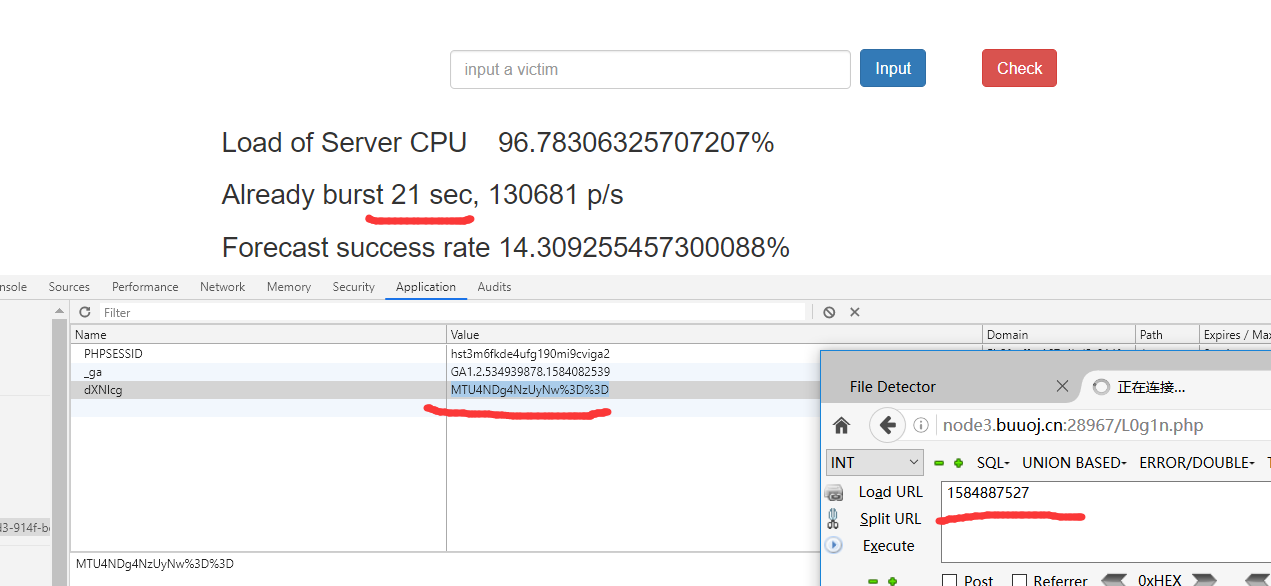 input a victim Input Check
Load of Server CPU 96.78306325707207%
Already burst 21 sec, 130681 p/s
Forecast success rate 14.309255457300088%
nsole Sources Performance Network Memory Security Application Audits
Filter
Name Value Domain Path Expires / Max
PHPSESSID hst3m6fkde4ufg190mi9cviga2
_ga GA1.2.534939878.1584082539
dXNlcg MTU4NDg4NzUyNw%3D%3D
File Detector 正在连接...
node3.buuoj.cn:28967/L0g1n.php
INT SQL- UNION BASED- ERROR/DOUBLE- T
Load URL 1584887527
Split URL
Execute
d3-914f-b
MTU4NDg4NzUyNw%3D%3D
Post Referrer 0xHEX